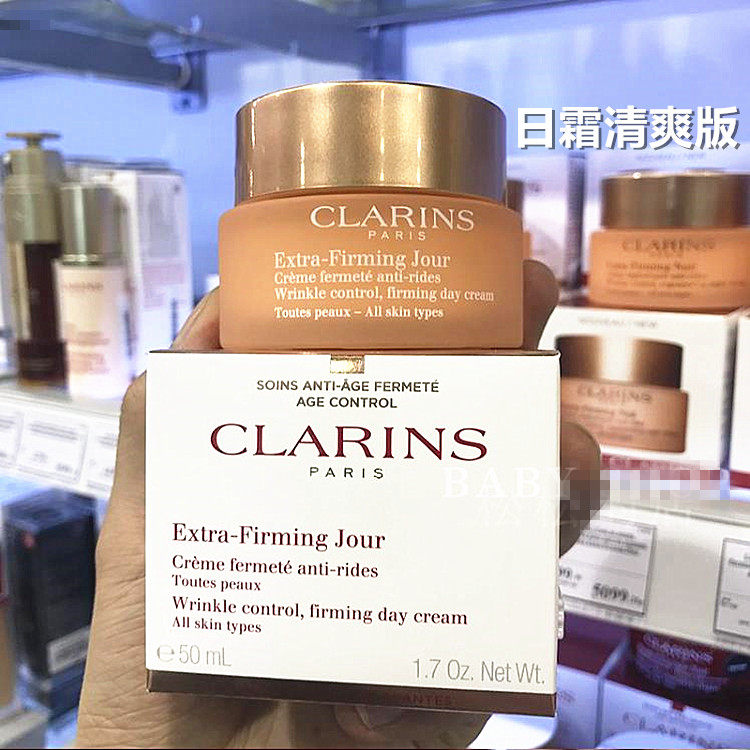 日霜清爽版
CLARINS
PARIS
Extra-Firming Jour
Crème fermeté anti-rides
Wrinkle control, firming day cream
Toutes peaux – All skin types
SOINS ANTI-ÂGE FERMETÉ
AGE CONTROL
CLARINS
PARIS
Extra-Firming Jour
Crème fermeté anti-rides
Toutes peaux
Wrinkle control, firming day cream
All skin types
℮50 mL
1.7 Oz. Net Wt.
CLARINS
BABY